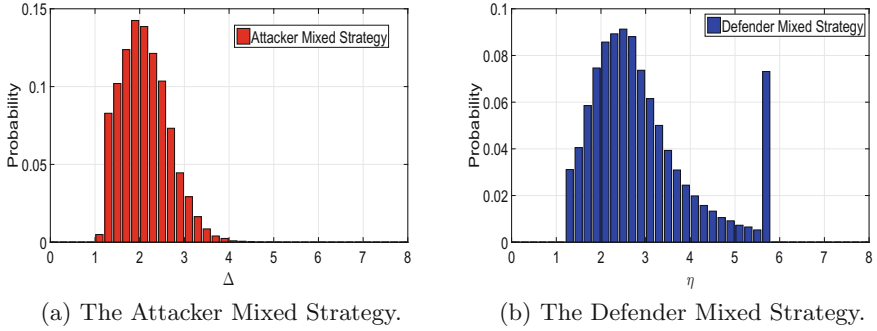 0.15
0.1
0.05
0
Probability
Attacker Mixed Strategy
0 1 2 3 4 5 6 7 8
Δ
(a) The Attacker Mixed Strategy.
0.1
0.08
0.06
0.04
0.02
0
Probability
Defender Mixed Strategy
0 1 2 3 4 5 6 7 8
η
(b) The Defender Mixed Strategy.